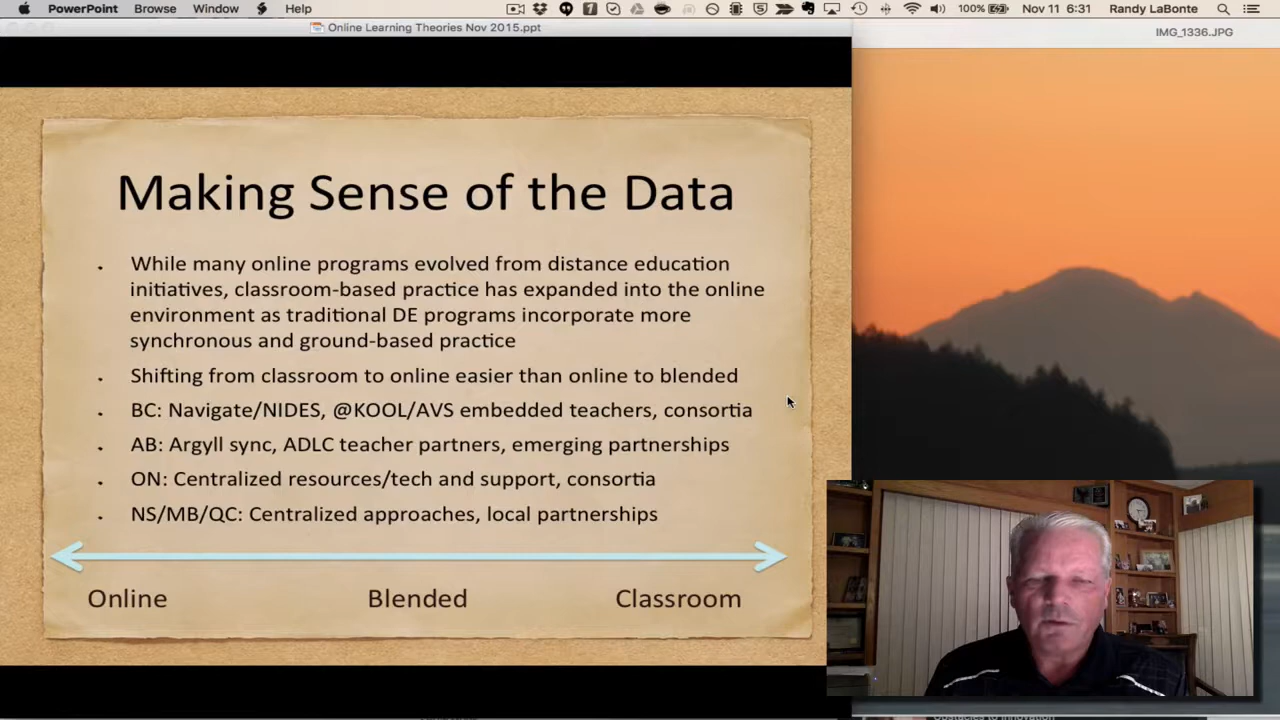 PowerPoint Browse Window Help 100% Nov 11 6:31 Randy LaBonte
Online Learning Theories Nov 2015.ppt
IMG_1336.JPG
Making Sense of the Data
. While many online programs evolved from distance education
initiatives, classroom-based practice has expanded into the online
environment as traditional DE programs incorporate more
synchronous and ground-based practice
. Shifting from classroom to online easier than online to blended
. BC: Navigate/NIDES, @KOOL/AVS embedded teachers, consortia
. AB: Argyll sync, ADLC teacher partners, emerging partnerships
. ON: Centralized resources/tech and support, consortia
. NS/MB/QC: Centralized approaches, local partnerships
Online Blended Classroom
Obstacles to Innovation